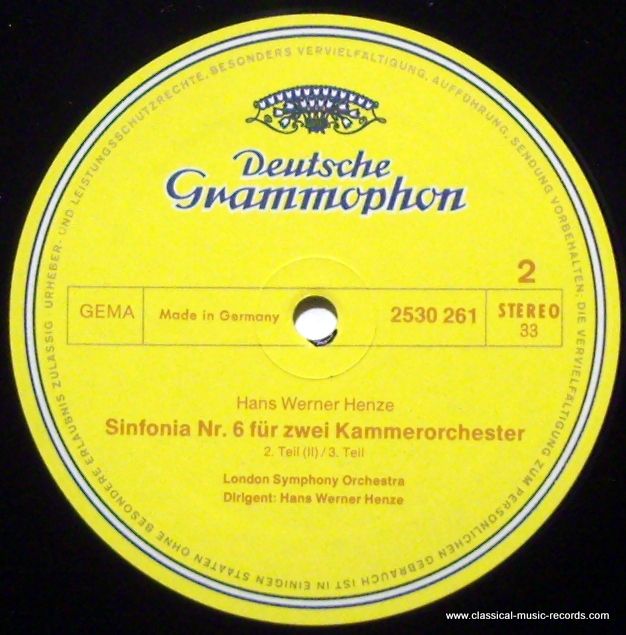 URHEBER- UND LEISTUNGSSCHUTZRECHTE, BESONDERS VERVIELFÄLTIGUNG, AUFFÜHRUNG, SENDUNG VORBEHALTEN; DIE VERVIELFÄLTIGUNG ZUM PERSÖNLICHEN GEBRAUCH IST IN EINIGEN STAATEN OHNE BESONDERE ERLAUBNIS ZULÄSSIG
Deutsche
Grammophon
2
GEMA Made in Germany 2530 261 STEREO
33
Hans Werner Henze
Sinfonia Nr. 6 für zwei Kammerorchester
2. Teil (II) / 3. Teil
London Symphony Orchestra
Dirigent: Hans Werner Henze
www.classical-music-records.com